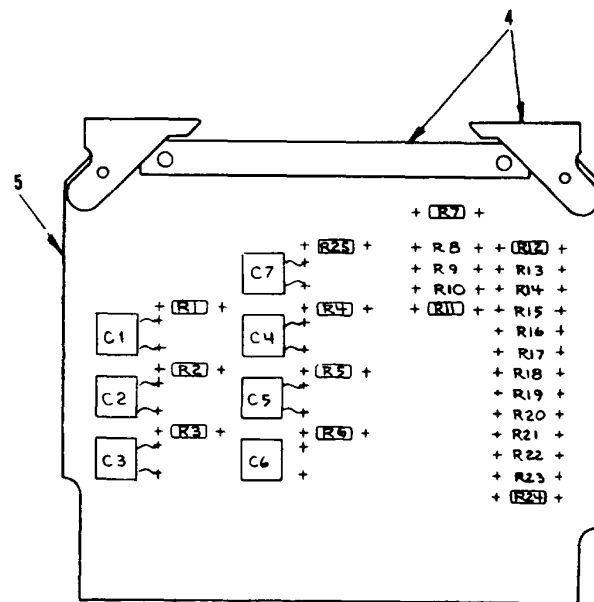 4
5
R7
R25 R8 R12
C7 R9 R13
R10 R14
R1 R4 R11 R15
C1 C4 R16
R17
R2 R5 R18
C2 C5 R19
R20
R3 R6 R21
C3 C6 R22
R23
R24